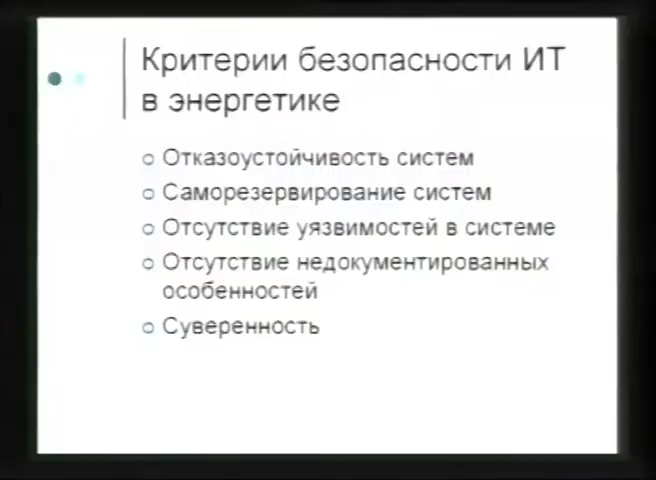 Критерии безопасности ИТ
в энергетике
Отказоустойчивость систем
Саморезервирование систем
Отсутствие уязвимостей в системе
Отсутствие недокументированных
особенностей
Суверенность